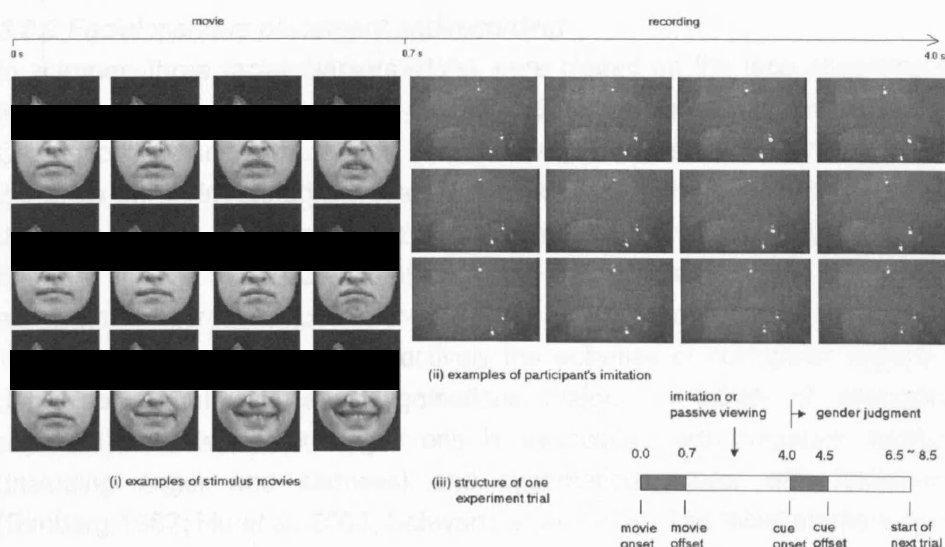 movie
recording
0 s
0.7 s
4.0 s
(ii) examples of participant's imitation
imitation or
passive viewing
gender judgment
0.0
0.7
4.0
4.5
6.5 ~ 8.5
(i) examples of stimulus movies
(iii) structure of one
experiment trial
movie
onset
movie
offset
cue
onset
cue
offset
start of
next trial